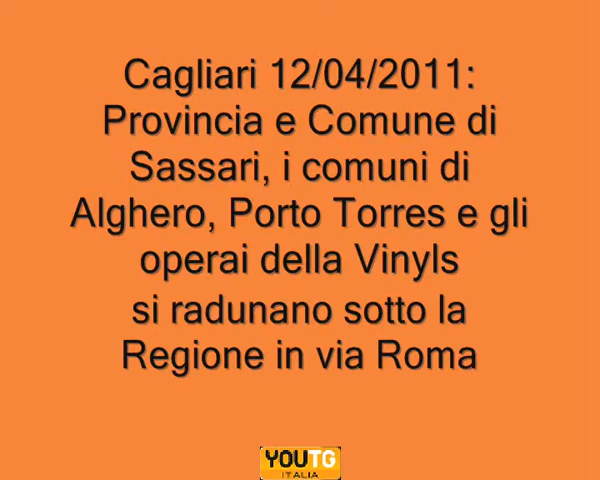 Cagliari 12/04/2011:
Provincia e Comune di
Sassari, i comuni di
Alghero, Porto Torres e gli
operai della Vinyls
si radunano sotto la
Regione in via Roma
YOUTG
ITALIA